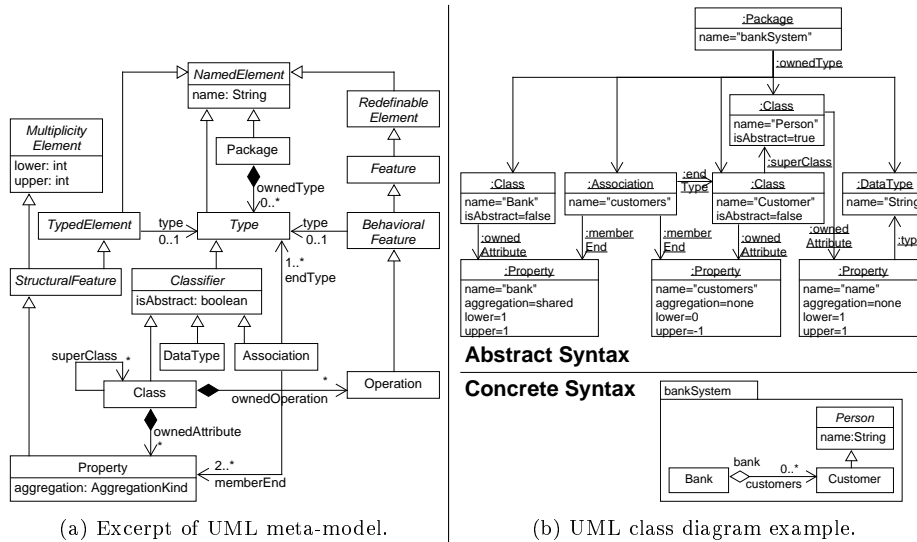 NamedElement
name: String
Multiplicity
Element
lower: int
upper: int
Package
Redefinable
Element
Feature
ownedType
0..*
TypedElement
type
0..1
Type
type
0..1
Behavioral
Feature
StructuralFeature
Classifier
isAbstract: boolean
1..*
endType
DataType
Association
superClass
*
Class
*
ownedOperation
Operation
ownedAttribute
*
Property
aggregation: AggregationKind
2..*
memberEnd
(a) Excerpt of UML meta-model.
:Package
name="bankSystem"
:ownedType
:Class
name="Person"
isAbstract=true
:superClass
:Class
name="Bank"
isAbstract=false
:Association
name="customers"
:end
Type
:Class
name="Customer"
isAbstract=false
:DataType
name="String"
:owned
Attribute
:member
End
:member
End
:owned
Attribute
:owned
Attribute
:type
:Property
name="bank"
aggregation=shared
lower=1
upper=1
:Property
name="customers"
aggregation=none
lower=0
upper=-1
:Property
name="name"
aggregation=none
lower=1
upper=1
Abstract Syntax
Concrete Syntax
bankSystem
Person
name:String
Bank
bank
customers
0..*
Customer
(b) UML class diagram example.